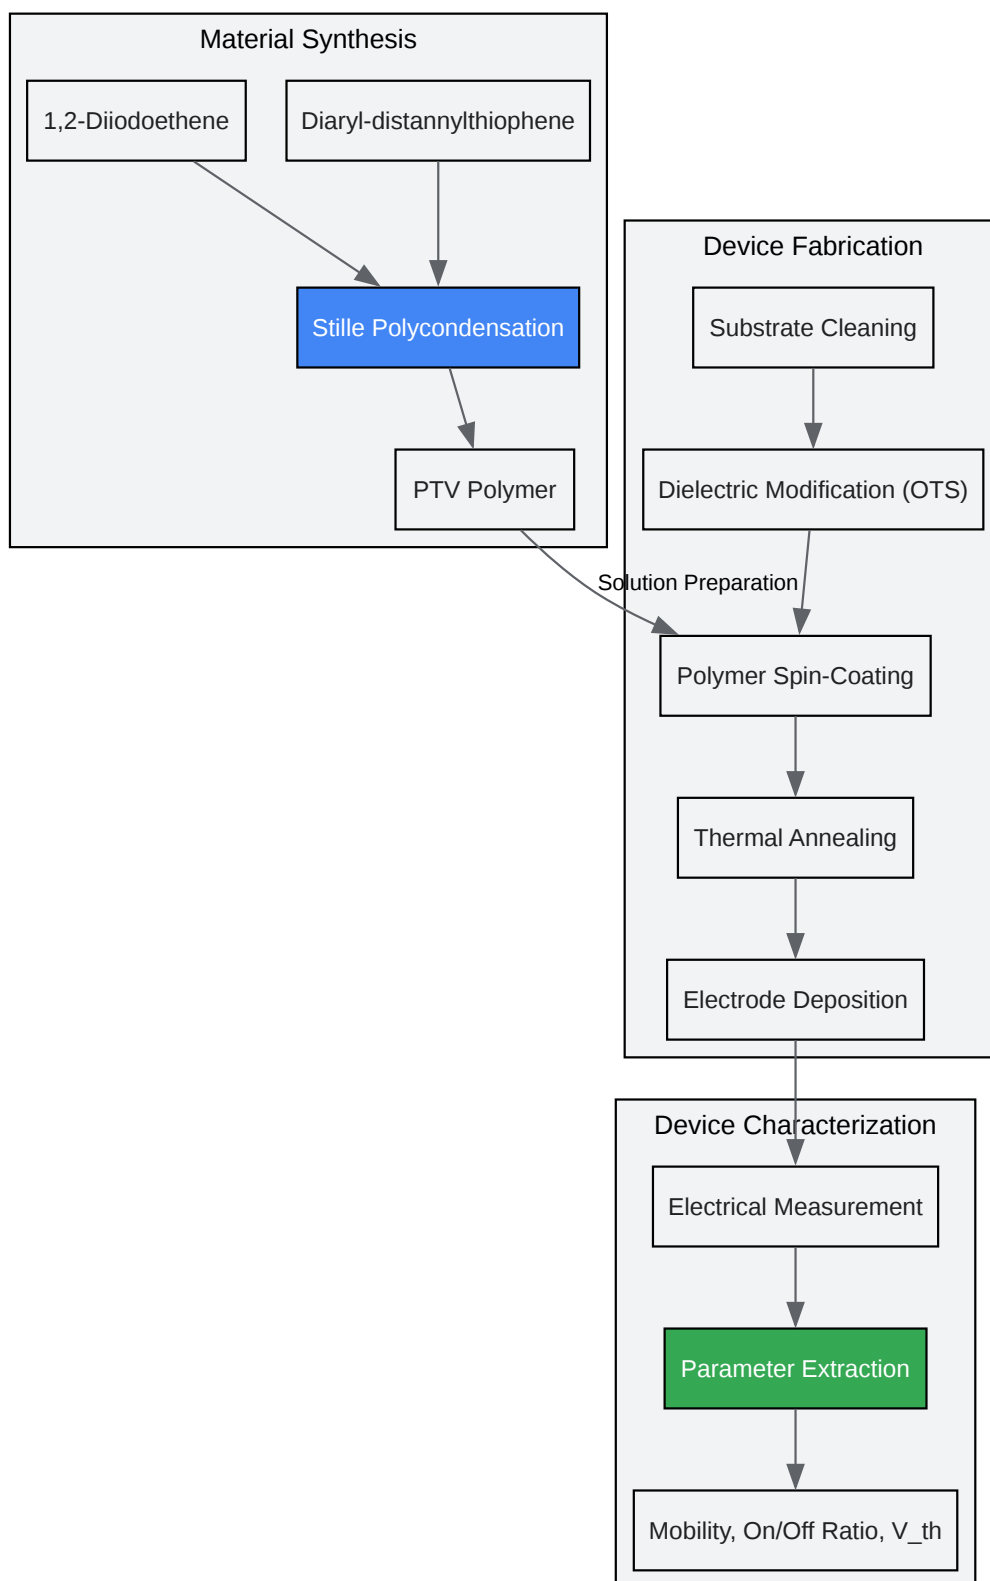 Material Synthesis
1,2-Diiodoethene
Diaryl-distannylthiophene
Stille Polycondensation
PTV Polymer
Device Fabrication
Substrate Cleaning
Dielectric Modification (OTS)
Solution Preparation
Polymer Spin-Coating
Thermal Annealing
Electrode Deposition
Device Characterization
Electrical Measurement
Parameter Extraction
Mobility, On/Off Ratio, V_th